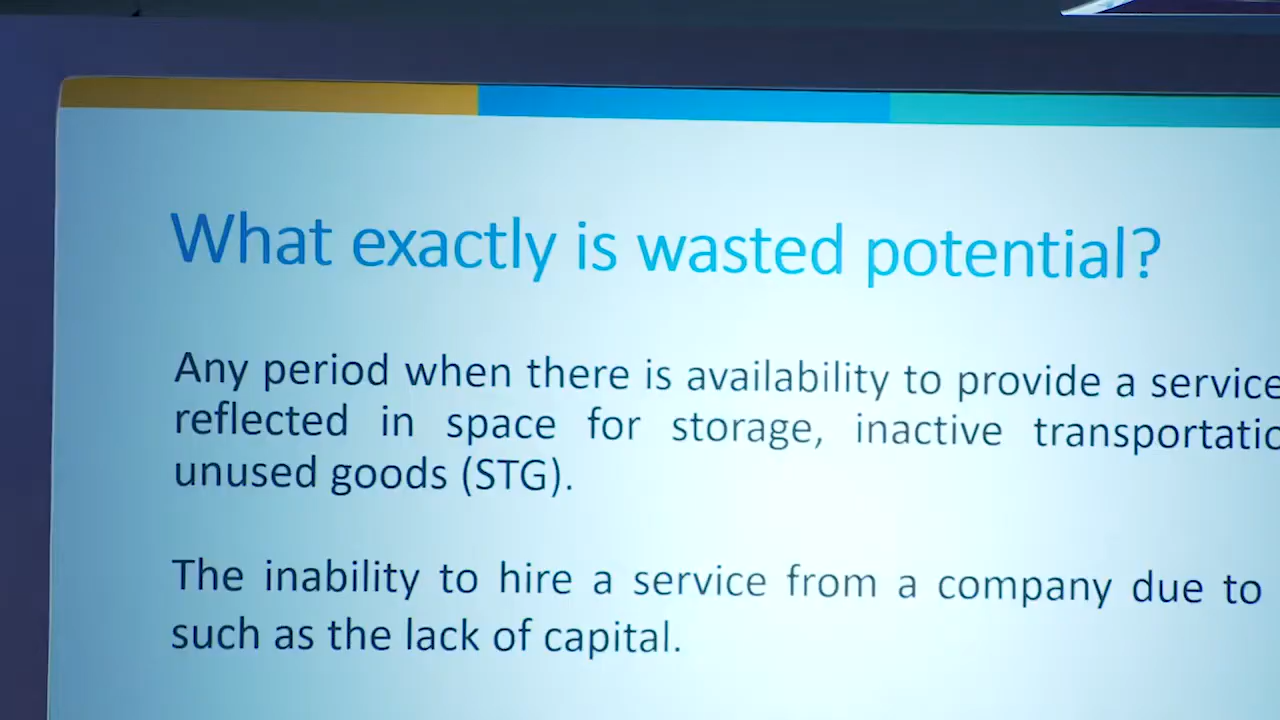 What exactly is wasted potential?
Any period when there is availability to provide a service
reflected in space for storage, inactive
unused goods (STG).
The inability to hire a service from a company due to
such as the lack of capital.